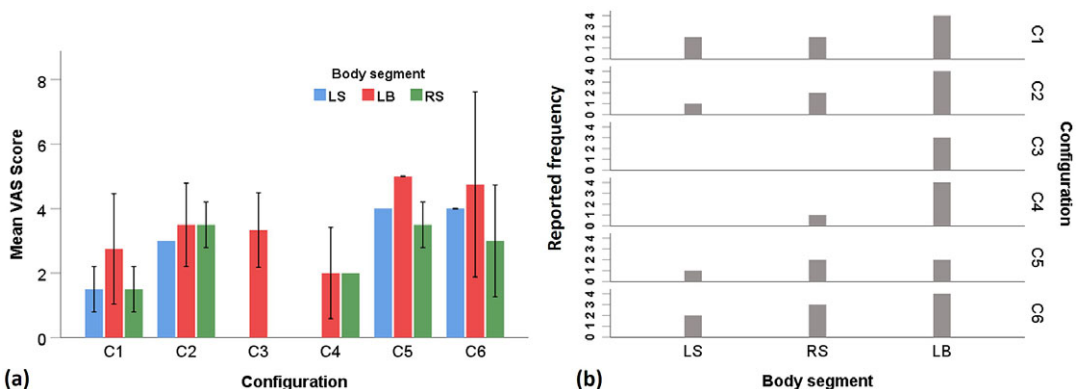 Body segment
LS LB RS
Mean VAS Score
8
6
4
2
0
C1 C2 C3 C4 C5 C6
Configuration
(a)
Reported frequency
0 1 2 3 4
C1
0 1 2 3 4
C2
0 1 2 3 4
C3
0 1 2 3 4
C4
0 1 2 3 4
C5
0 1 2 3 4
C6
Configuration
LS RS LB
Body segment
(b)